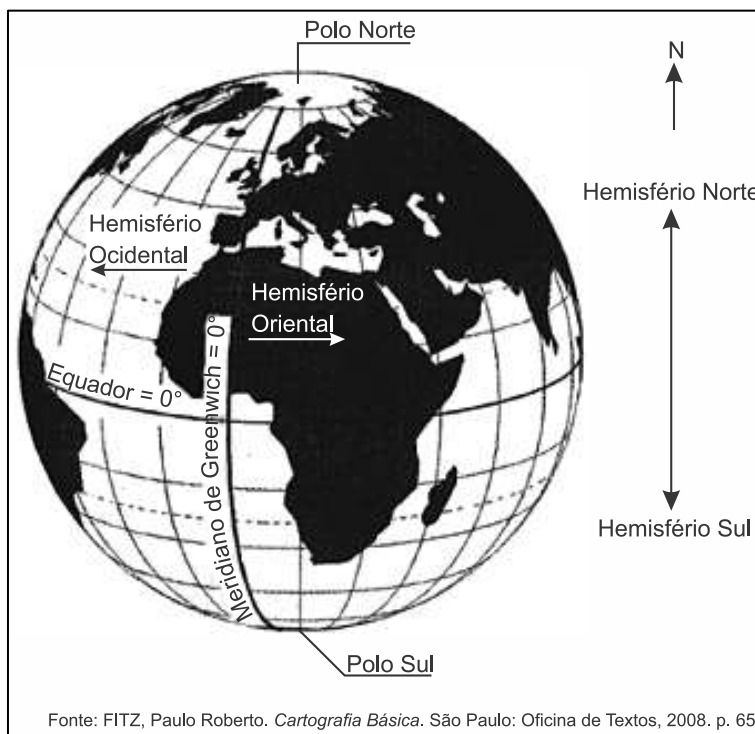 Polo Norte
N
Hemisfério Norte
Hemisfério
Ocidental
Hemisfério
Oriental
Equador = 0°
Meridiano de Greenwich = 0°
Hemisfério Sul
Polo Sul
Fonte: FITZ, Paulo Roberto. Cartografia Básica. São Paulo: Oficina de Textos, 2008. p. 65